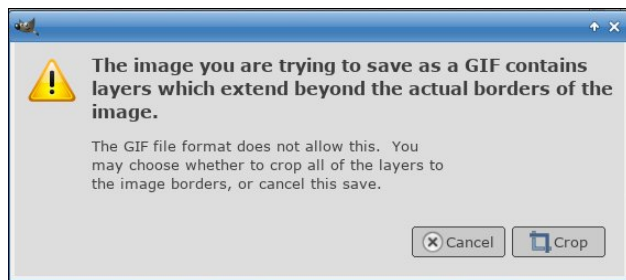 The image you are trying to save as a GIF contains
layers which extend beyond the actual borders of the
image.
The GIF file format does not allow this.  You
may choose whether to crop all of the layers to
the image borders, or cancel this save.
Cancel
Crop